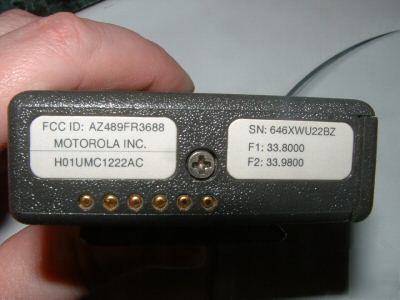 FCC ID: AZ489FR3688
MOTOROLA INC.
H01UMC1222AC
SN: 646XWU22BZ
F1: 33.8000
F2: 33.9800